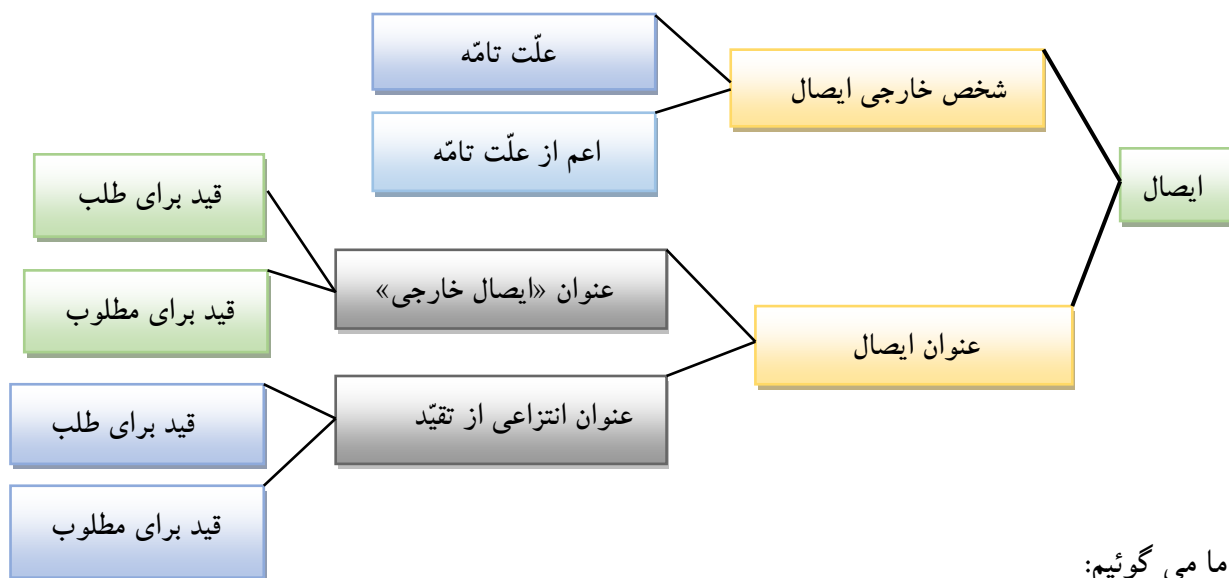 ایصال
شخص خارجی ایصال
علّت تامّه
اعم از علّت تامّه
عنوان ایصال
عنوان «ایصال خارجی»
قید برای طلب
قید برای مطلوب
عنوان انتزاعی از تقیّد
قید برای طلب
قید برای مطلوب
ما می گوئیم: